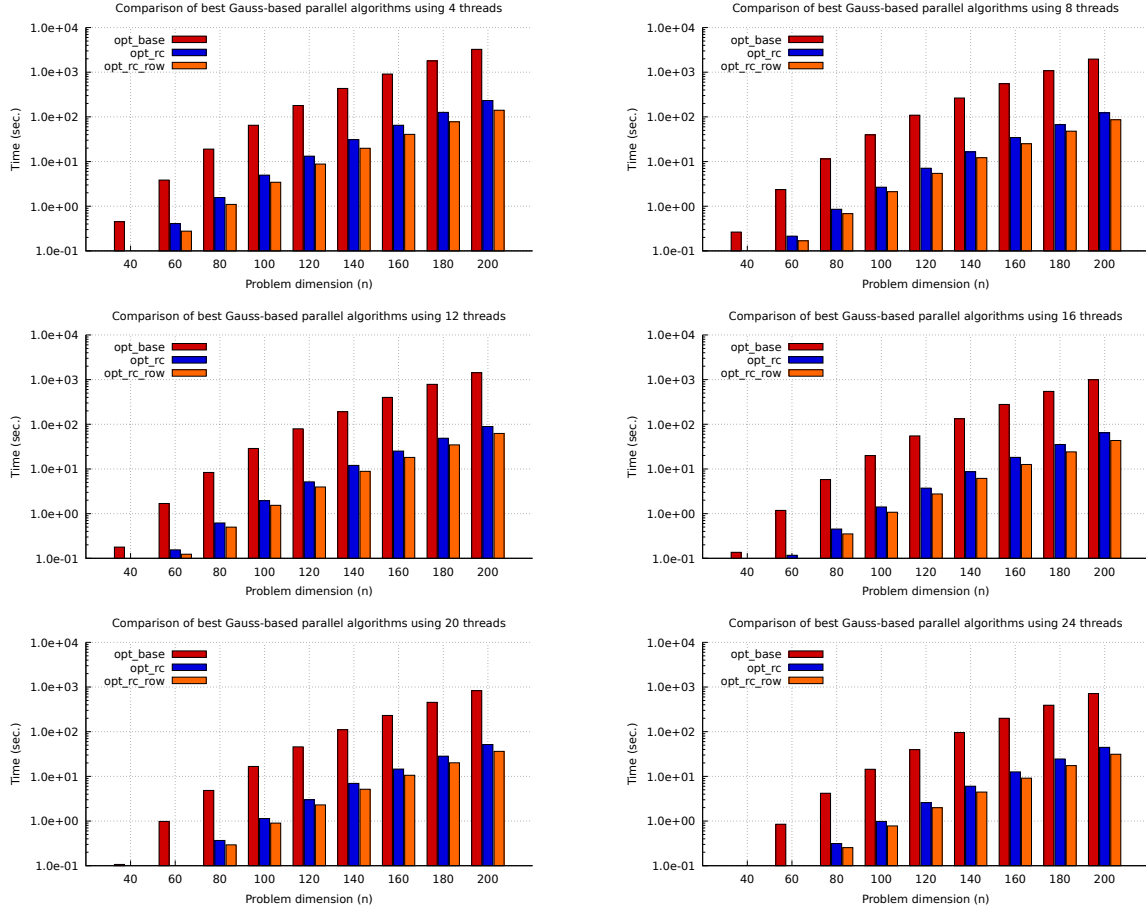 Comparison of best Gauss-based parallel algorithms using 4 threads
1.0e+04
1.0e+03
1.0e+02
1.0e+01
1.0e+00
1.0e-01
Time (sec.)
opt_base
opt_rc
opt_rc_row
40 60 80 100 120 140 160 180 200
Problem dimension (n)
Comparison of best Gauss-based parallel algorithms using 8 threads
1.0e+04
1.0e+03
1.0e+02
1.0e+01
1.0e+00
1.0e-01
Time (sec.)
opt_base
opt_rc
opt_rc_row
40 60 80 100 120 140 160 180 200
Problem dimension (n)
Comparison of best Gauss-based parallel algorithms using 12 threads
1.0e+04
1.0e+03
1.0e+02
1.0e+01
1.0e+00
1.0e-01
Time (sec.)
opt_base
opt_rc
opt_rc_row
40 60 80 100 120 140 160 180 200
Problem dimension (n)
Comparison of best Gauss-based parallel algorithms using 16 threads
1.0e+04
1.0e+03
1.0e+02
1.0e+01
1.0e+00
1.0e-01
Time (sec.)
opt_base
opt_rc
opt_rc_row
40 60 80 100 120 140 160 180 200
Problem dimension (n)
Comparison of best Gauss-based parallel algorithms using 20 threads
1.0e+04
1.0e+03
1.0e+02
1.0e+01
1.0e+00
1.0e-01
Time (sec.)
opt_base
opt_rc
opt_rc_row
40 60 80 100 120 140 160 180 200
Problem dimension (n)
Comparison of best Gauss-based parallel algorithms using 24 threads
1.0e+04
1.0e+03
1.0e+02
1.0e+01
1.0e+00
1.0e-01
Time (sec.)
opt_base
opt_rc
opt_rc_row
40 60 80 100 120 140 160 180 200
Problem dimension (n)